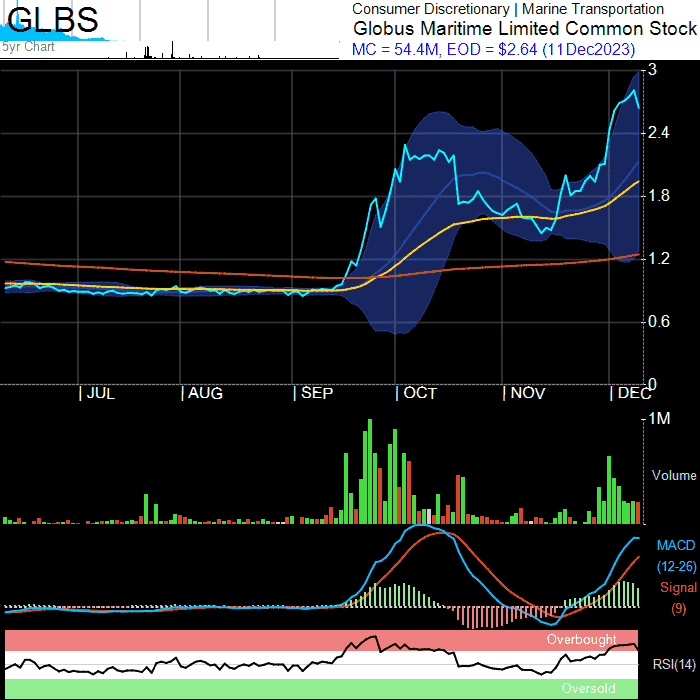 GLBS
Consumer Discretionary | Marine Transportation
Globus Maritime Limited Common Stock
5yr Chart
MC = 54.4M, EOD = $2.64 (11Dec2023)
3
2.4
1.8
1.2
0.6
0
| JUL | AUG | SEP | OCT | NOV | DEC
1M
Volume
MACD
(12-26)
Signal
(9)
Overbought
RSI(14)
Oversold